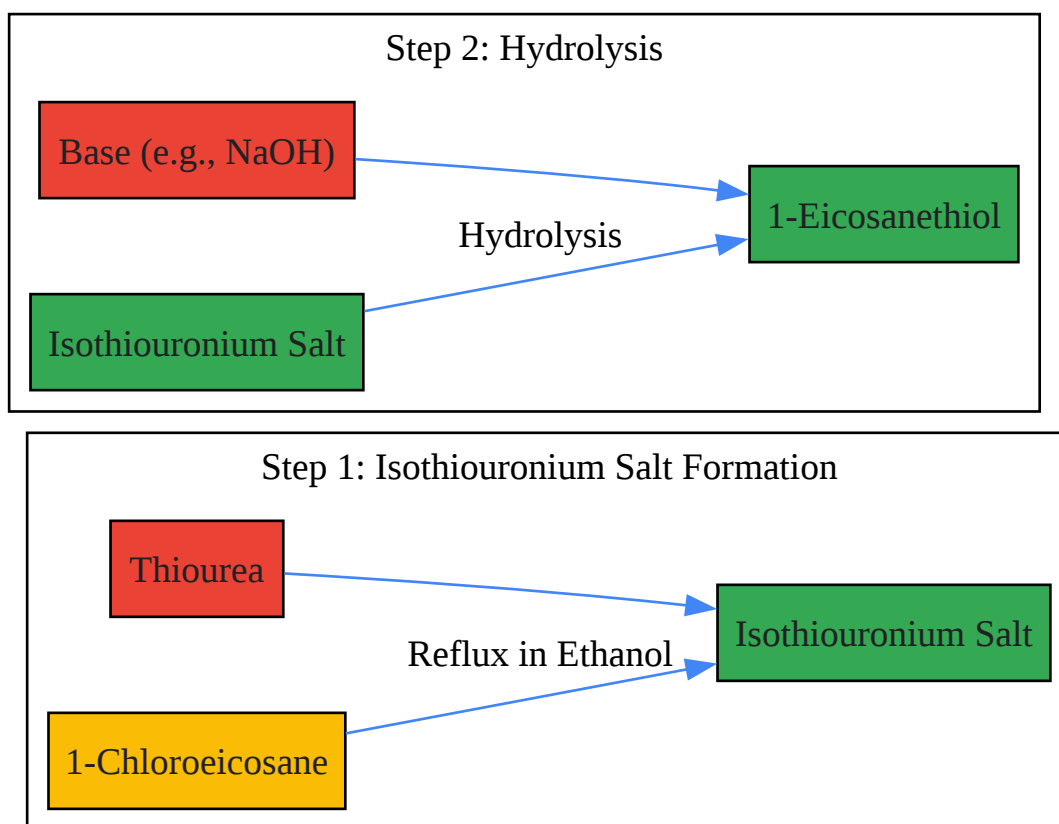 Step 2: Hydrolysis
Base (e.g., NaOH)
1-Eicosanethiol
Hydrolysis
Isothiouronium Salt
Step 1: Isothiouronium Salt Formation
Thiourea
Isothiouronium Salt
Reflux in Ethanol
1-Chloroeicosane